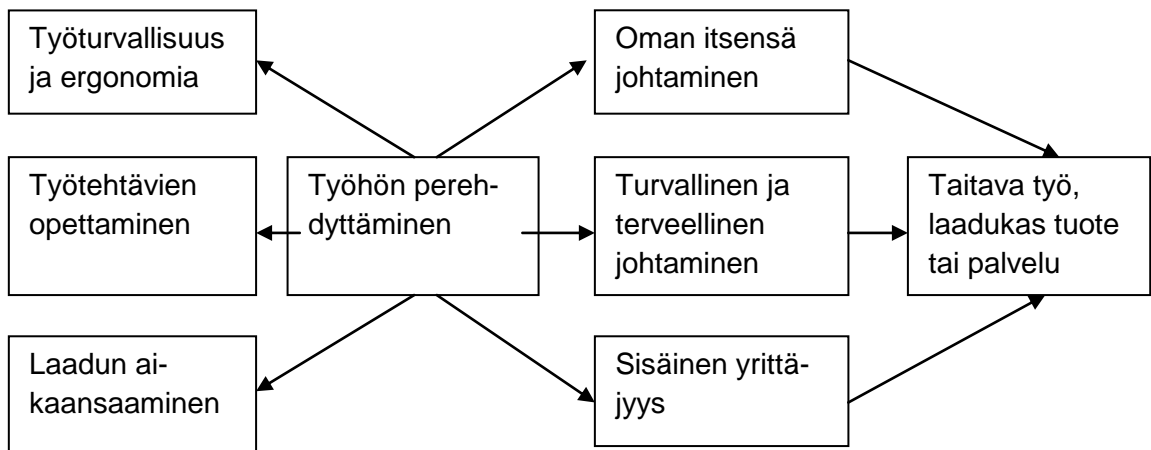 Työturvallisuus
ja ergonomia
Oman itsensä
johtaminen
Työtehtävien
opettaminen
Työhön pereh-
dyttäminen
Turvallinen ja
terveellinen
johtaminen
Taitava työ,
laadukas tuote
tai palvelu
Laadun ai-
kaansaaminen
Sisäinen yrittä-
jyys